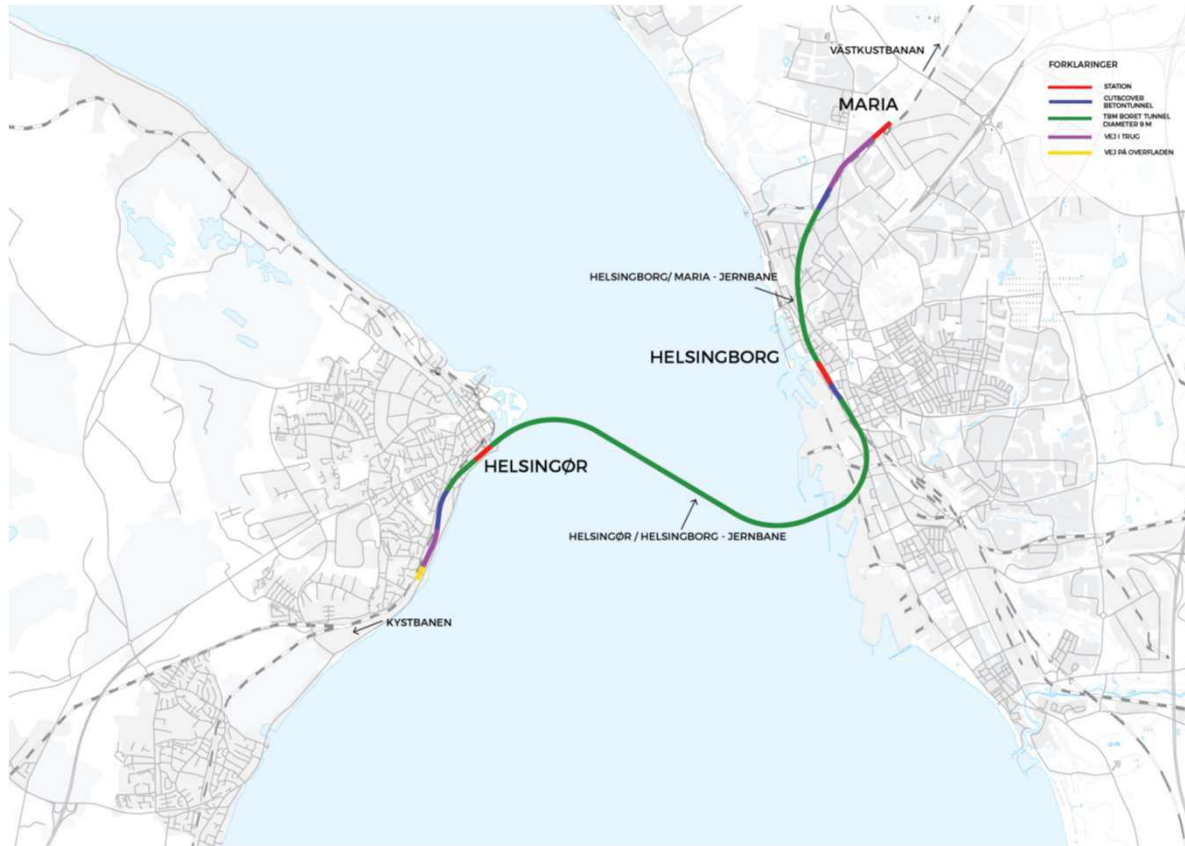 VÄSTKUSTBANAN
MARIA
FORKLARINGER
STATION
CUT&COVER
BETONTUNNEL
TBM BORET TUNNEL
DIAMETER 9 M
VEJ I TRUG
VEJ PÅ OVERFLADEN
HELSINGBORG/ MARIA - JERNBANE
HELSINGBORG
HELSINGØR
HELSINGØR / HELSINGBORG - JERNBANE
KYSTBANEN